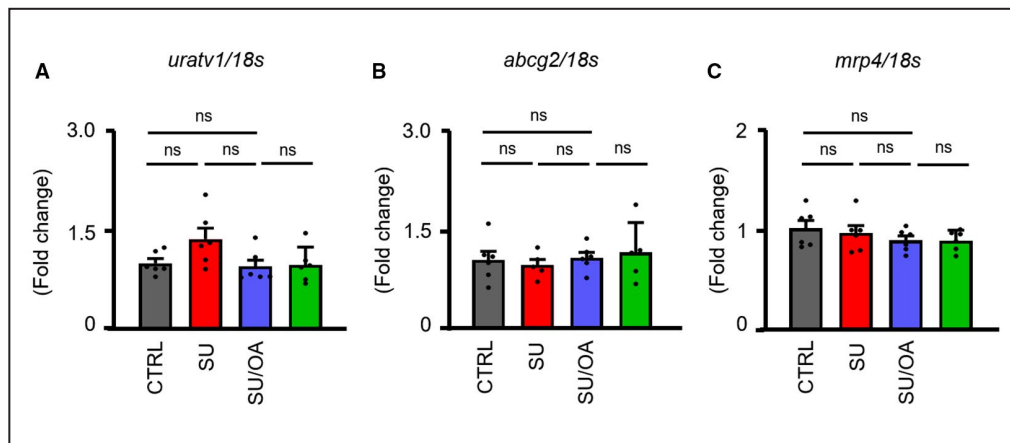 A
uratv1/18s
ns
ns
ns
ns
3.0
1.5
0
(Fold change)
CTRL
SU
SU/OA
B
abcg2/18s
ns
ns
ns
ns
3.0
1.5
0
(Fold change)
CTRL
SU
SU/OA
C
mrp4/18s
ns
ns
ns
ns
2
1
0
(Fold change)
CTRL
SU
SU/OA